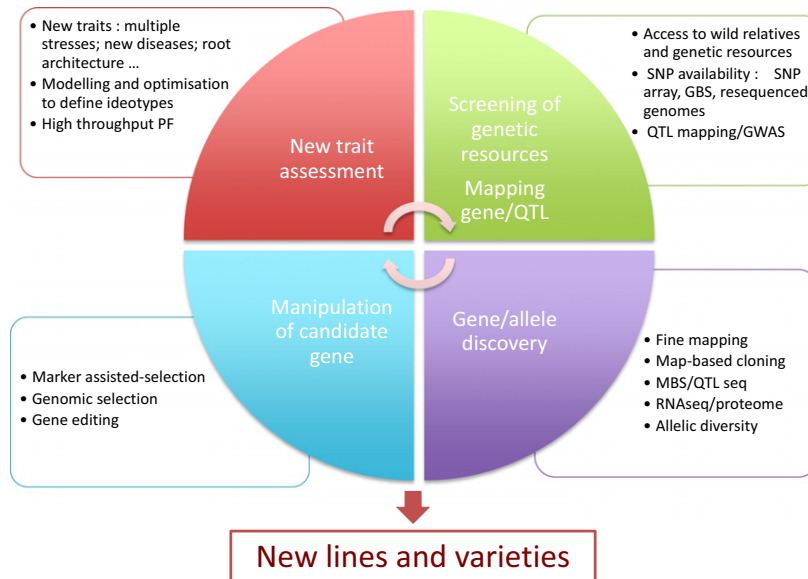 • New traits : multiple
stresses; new diseases; root
architecture ...
• Modelling and optimisation
to define ideotypes
• High throughput PF
New trait
assessment
Screening of
genetic
resources
Mapping
gene/QTL
• Access to wild relatives
and genetic resources
• SNP availability : SNP
array, GBS, resequenced
genomes
• QTL mapping/GWAS
Manipulation
of candidate
gene
• Marker assisted-selection
• Genomic selection
• Gene editing
Gene/allele
discovery
• Fine mapping
• Map-based cloning
• MBS/QTL seq
• RNAseq/proteome
• Allelic diversity
New lines and varieties